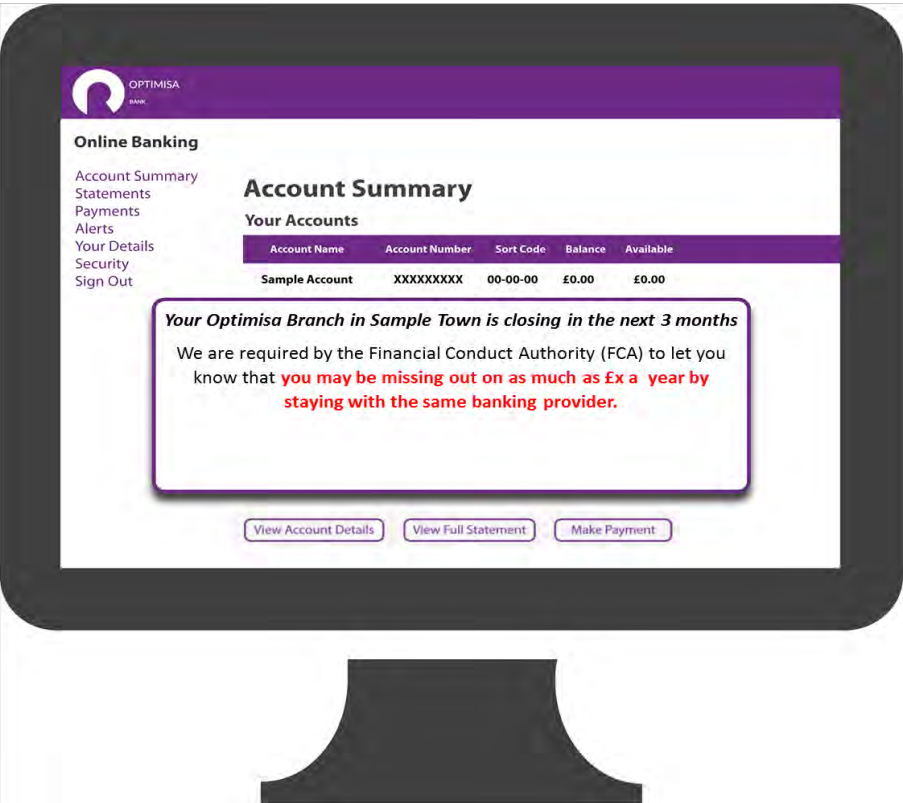 OPTIMISA
BANK
Online Banking
Account Summary
Statements
Payments
Alerts
Your Details
Security
Sign Out
Account Summary
Your Accounts
Account Name Account Number Sort Code Balance Available
Sample Account XXXXXXXXX 00-00-00 £0.00 £0.00
Your Optimisa Branch in Sample Town is closing in the next 3 months
We are required by the Financial Conduct Authority (FCA) to let you
know that you may be missing out on as much as £x a year by
staying with the same banking provider.
View Account Details View Full Statement Make Payment